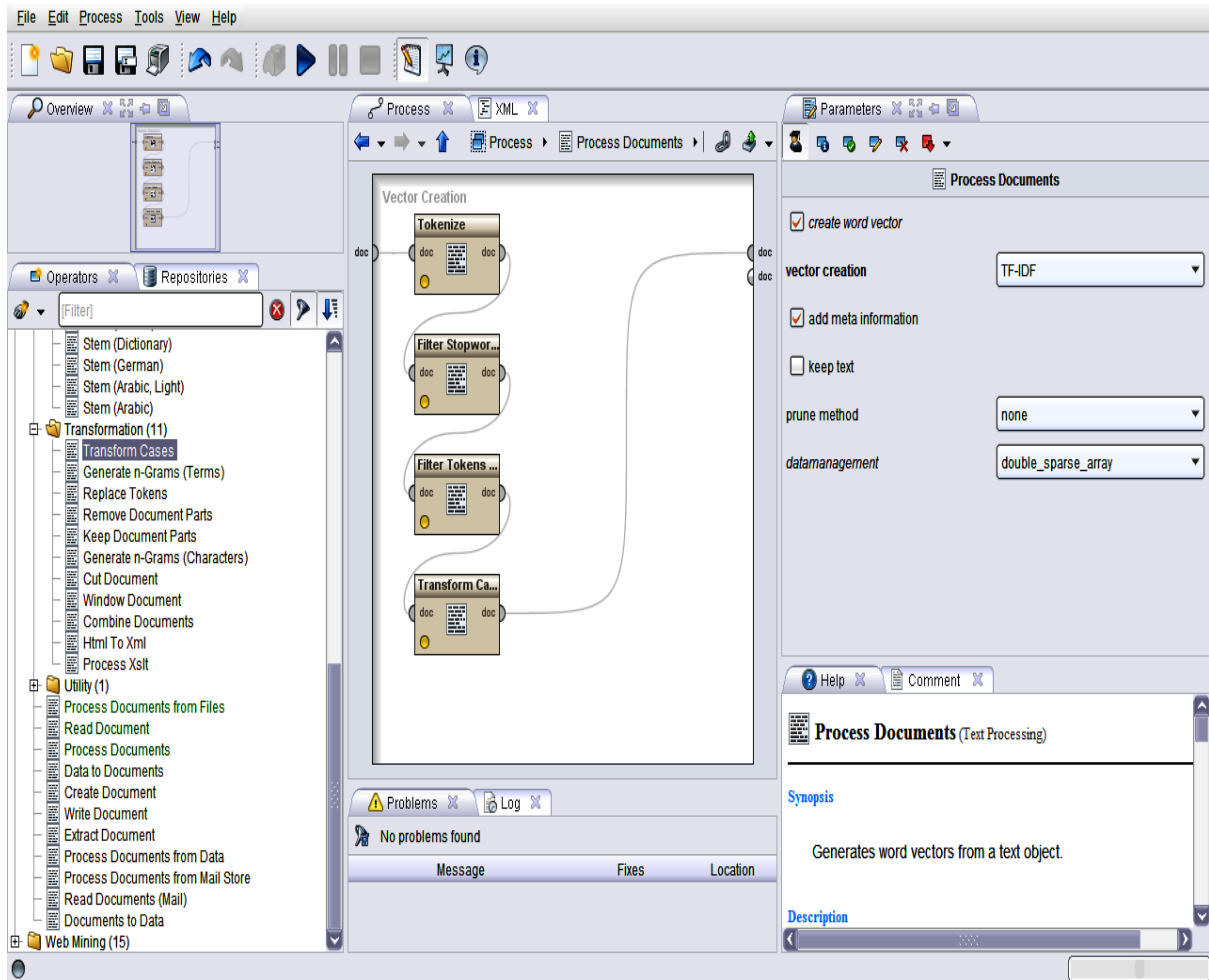 File Edit Process Tools View Help
Overview
Process
XML
Parameters
Process
Process Documents
Process Documents
Vector Creation
Tokenize
doc
doc
doc
doc
doc
Filter Stopwor...
doc
doc
Filter Tokens ...
doc
doc
Transform Ca...
doc
doc
create word vector
vector creation
TF-IDF
add meta information
keep text
prune method
none
datamanagement
double_sparse_array
Operators
Repositories
[Filter]
Stem (Dictionary)
Stem (German)
Stem (Arabic, Light)
Stem (Arabic)
Transformation (11)
Transform Cases
Generate n-Grams (Terms)
Replace Tokens
Remove Document Parts
Keep Document Parts
Generate n-Grams (Characters)
Cut Document
Window Document
Combine Documents
Html To Xml
Process Xslt
Utility (1)
Process Documents from Files
Read Document
Process Documents
Data to Documents
Create Document
Write Document
Extract Document
Process Documents from Data
Process Documents from Mail Store
Read Documents (Mail)
Documents to Data
Web Mining (15)
Problems
Log
No problems found
Message Fixes Location
Help
Comment
Process Documents (Text Processing)
Synopsis
Generates word vectors from a text object.
Description